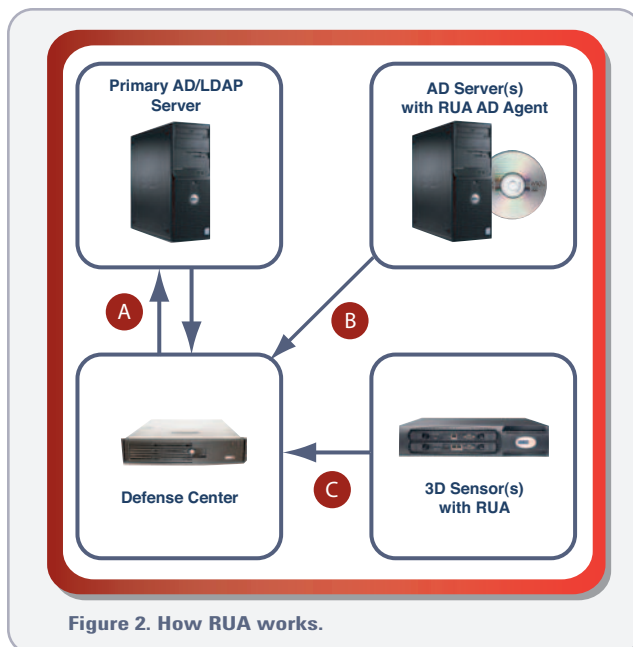 Primary AD/LDAP
Server
AD Server(s)
with RUA AD Agent
A
B
Defense Center
C
3D Sensor(s)
with RUA
Figure 2. How RUA works.